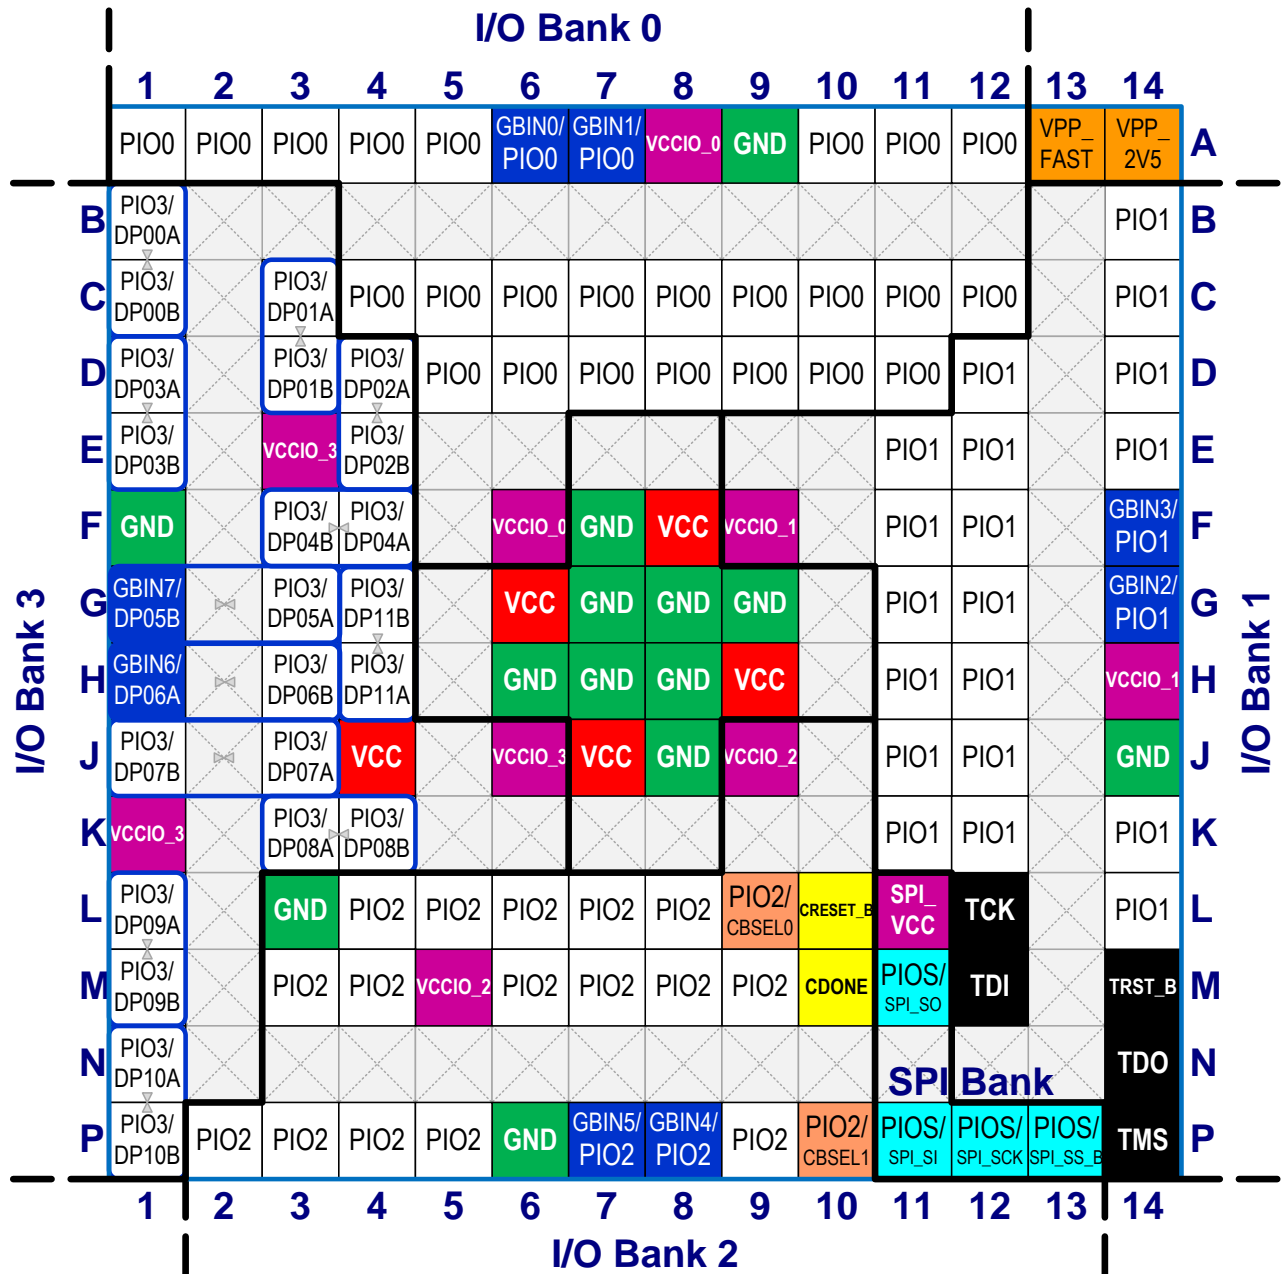 I/O Bank 0
1 2 3 4 5 6 7 8 9 10 11 12 13 14
PIO0 PIO0 PIO0 PIO0 PIO0 GBIN0/ PIO0 GBIN1/ PIO0 VCCIO_0 GND PIO0 PIO0 PIO0 VPP_ FAST VPP_ 2V5 A
B PIO3/ DP00A PIO1 B
C PIO3/ DP00B PIO3/ DP01A PIO0 PIO0 PIO0 PIO0 PIO0 PIO0 PIO0 PIO0 PIO0 PIO1 C
D PIO3/ DP03A PIO3/ DP01B PIO3/ DP02A PIO0 PIO0 PIO0 PIO0 PIO0 PIO0 PIO0 PIO1 PIO1 D
E PIO3/ DP03B VCCIO_3 PIO3/ DP02B PIO1 PIO1 PIO1 E
F GND PIO3/ DP04B PIO3/ DP04A VCCIO_0 GND VCC VCCIO_1 PIO1 PIO1 GBIN3/ PIO1 F
G GBIN7/ DP05B PIO3/ DP05A PIO3/ DP11B VCC GND GND GND PIO1 PIO1 GBIN2/ PIO1 G
H GBIN6/ DP06A PIO3/ DP06B PIO3/ DP11A GND GND GND VCC PIO1 PIO1 VCCIO_1 H
J PIO3/ DP07B PIO3/ DP07A VCC VCCIO_3 VCC GND VCCIO_2 PIO1 PIO1 GND J
K VCCIO_3 PIO3/ DP08A PIO3/ DP08B PIO1 PIO1 PIO1 K
L PIO3/ DP09A GND PIO2 PIO2 PIO2 PIO2 PIO2 PIO2/ CBSEL0 CRESET_B SPI_ VCC TCK PIO1 L
M PIO3/ DP09B PIO2 PIO2 VCCIO_2 PIO2 PIO2 PIO2 PIO2 CDONE PIOS/ SPI_SO TDI TRST_B M
N PIO3/ DP10A SPI Bank TDO N
P PIO3/ DP10B PIO2 PIO2 PIO2 PIO2 GND GBIN5/ PIO2 GBIN4/ PIO2 PIO2 PIO2/ CBSEL1 PIOS/ SPI_SI PIOS/ SPI_SCK PIOS/ SPI_SS_B TMS P
1 2 3 4 5 6 7 8 9 10 11 12 13 14
I/O Bank 2
I/O Bank 3
I/O Bank 1